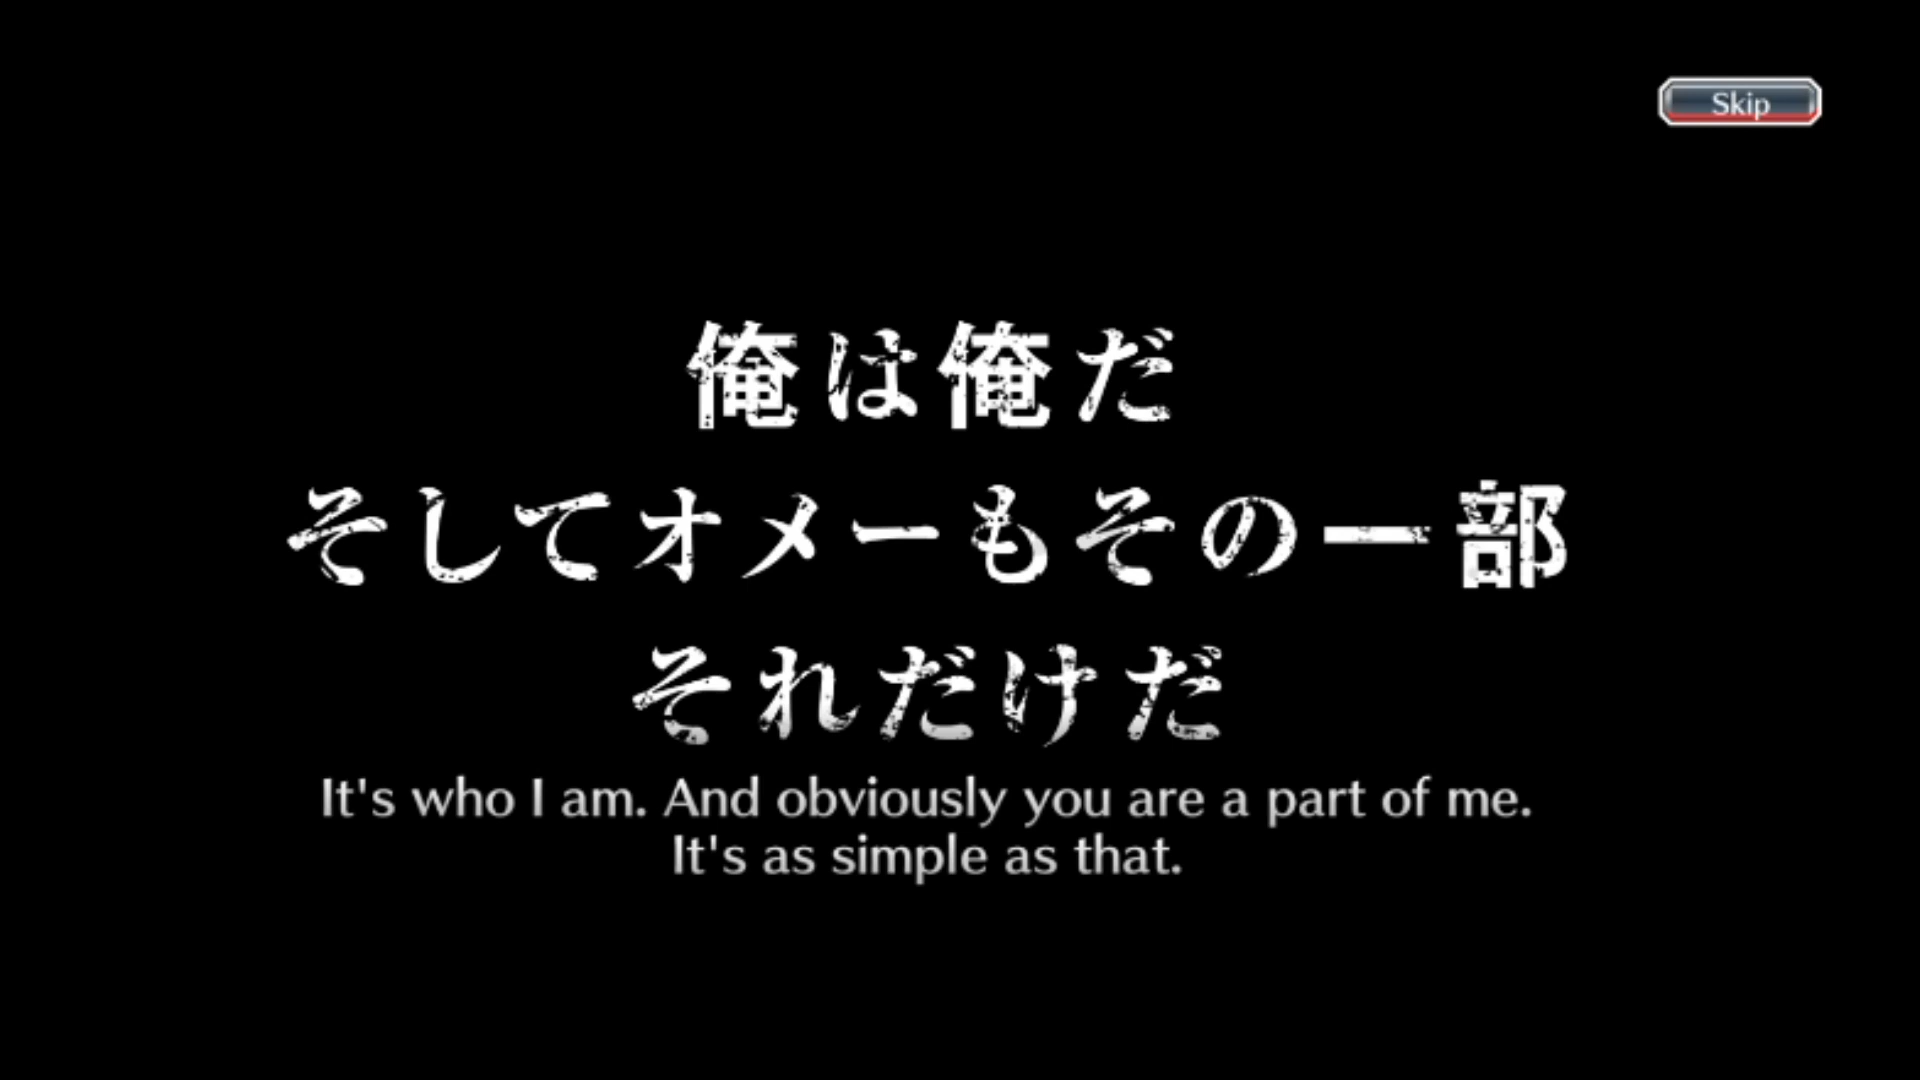 Skip
俺は俺だ
そしてオメーもその一部
それだけだ
It's who I am. And obviously you are a part of me.
It's as simple as that.